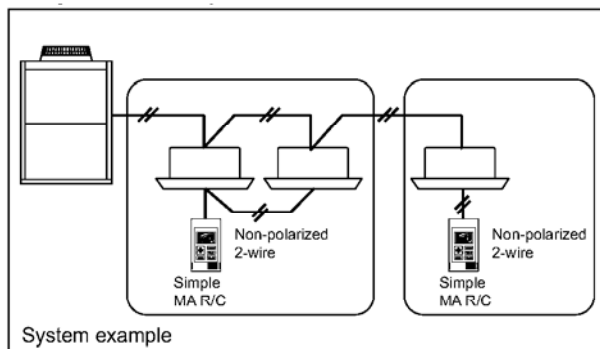 Non-polarized
2-wire
Simple
MA R/C
Non-polarized
2-wire
Simple
MA R/C
System example